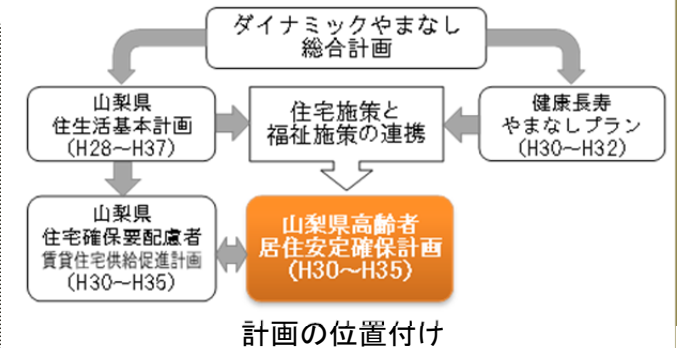 ダイナミックやまなし
総合計画
山梨県
住生活基本計画
(H28～H37)
住宅施策と
福祉施策の連携
健康長寿
やまなしプラン
(H30～H32)
山梨県
住宅確保要配慮者
賃貸住宅供給促進計画
(H30～H35)
山梨県高齢者
居住安定確保計画
(H30～H35)
計画の位置付け